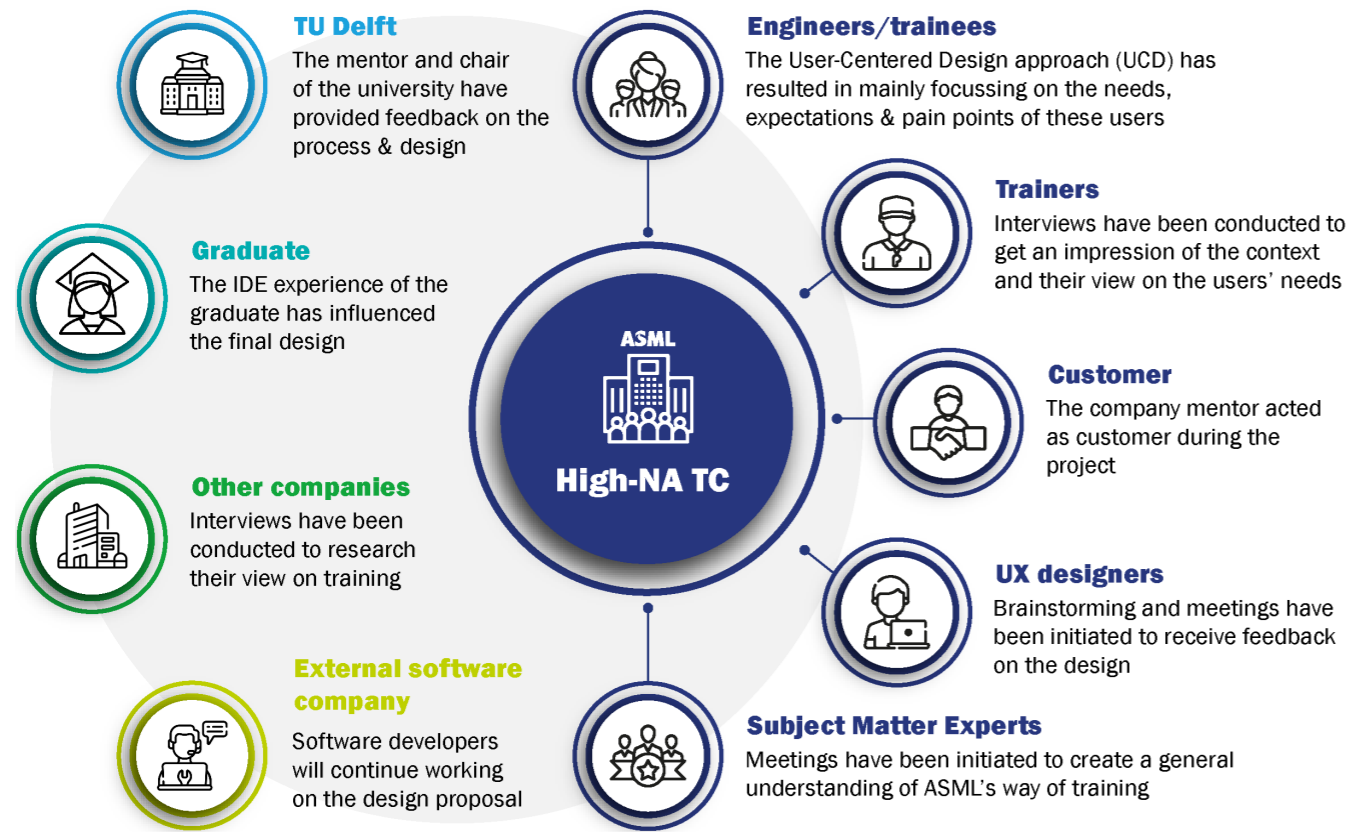 TU Delft
The mentor and chair
of the university have
provided feedback on the
process & design
Engineers/trainees
The User-Centered Design approach (UCD) has
resulted in mainly focussing on the needs,
expectations & pain points of these users
Trainers
Interviews have been conducted to
get an impression of the context
and their view on the users’ needs
Graduate
The IDE experience of the
graduate has influenced
the final design
ASML
High-NA TC
Customer
The company mentor acted
as customer during the
project
Other companies
Interviews have been
conducted to research
their view on training
UX designers
Brainstorming and meetings have
been initiated to receive feedback
on the design
External software
company
Software developers
will continue working
on the design proposal
Subject Matter Experts
Meetings have been initiated to create a general
understanding of ASML’s way of training